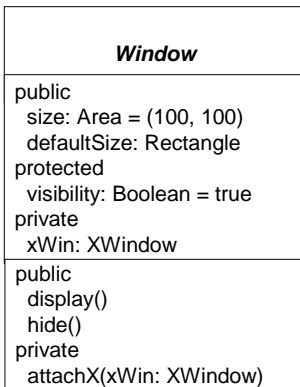 Window
public
size: Area = (100, 100)
defaultSize: Rectangle
protected
visibility: Boolean = true
private
xWin: XWindow
public
display()
hide()
private
attachX(xWin: XWindow)